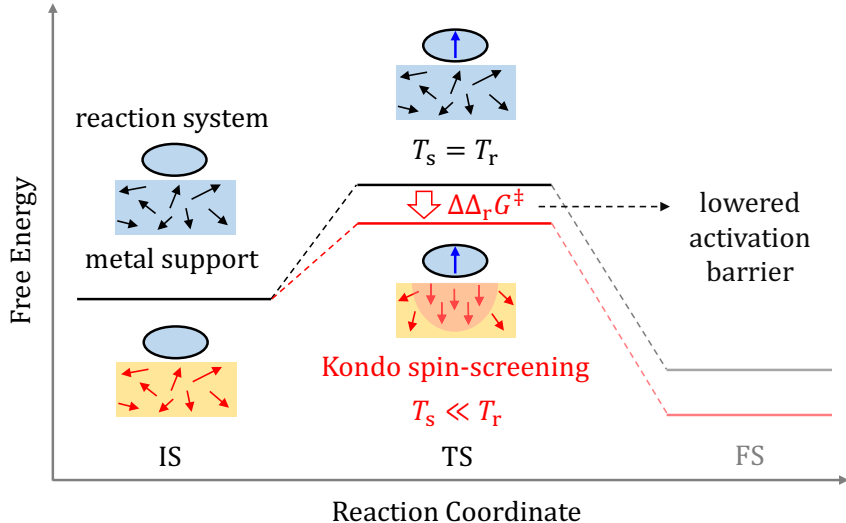 Free Energy
reaction system
metal support
T_s = T_r
ΔΔ_rG‡
lowered
activation
barrier
Kondo spin-screening
T_s ≪ T_r
IS
TS
FS
Reaction Coordinate